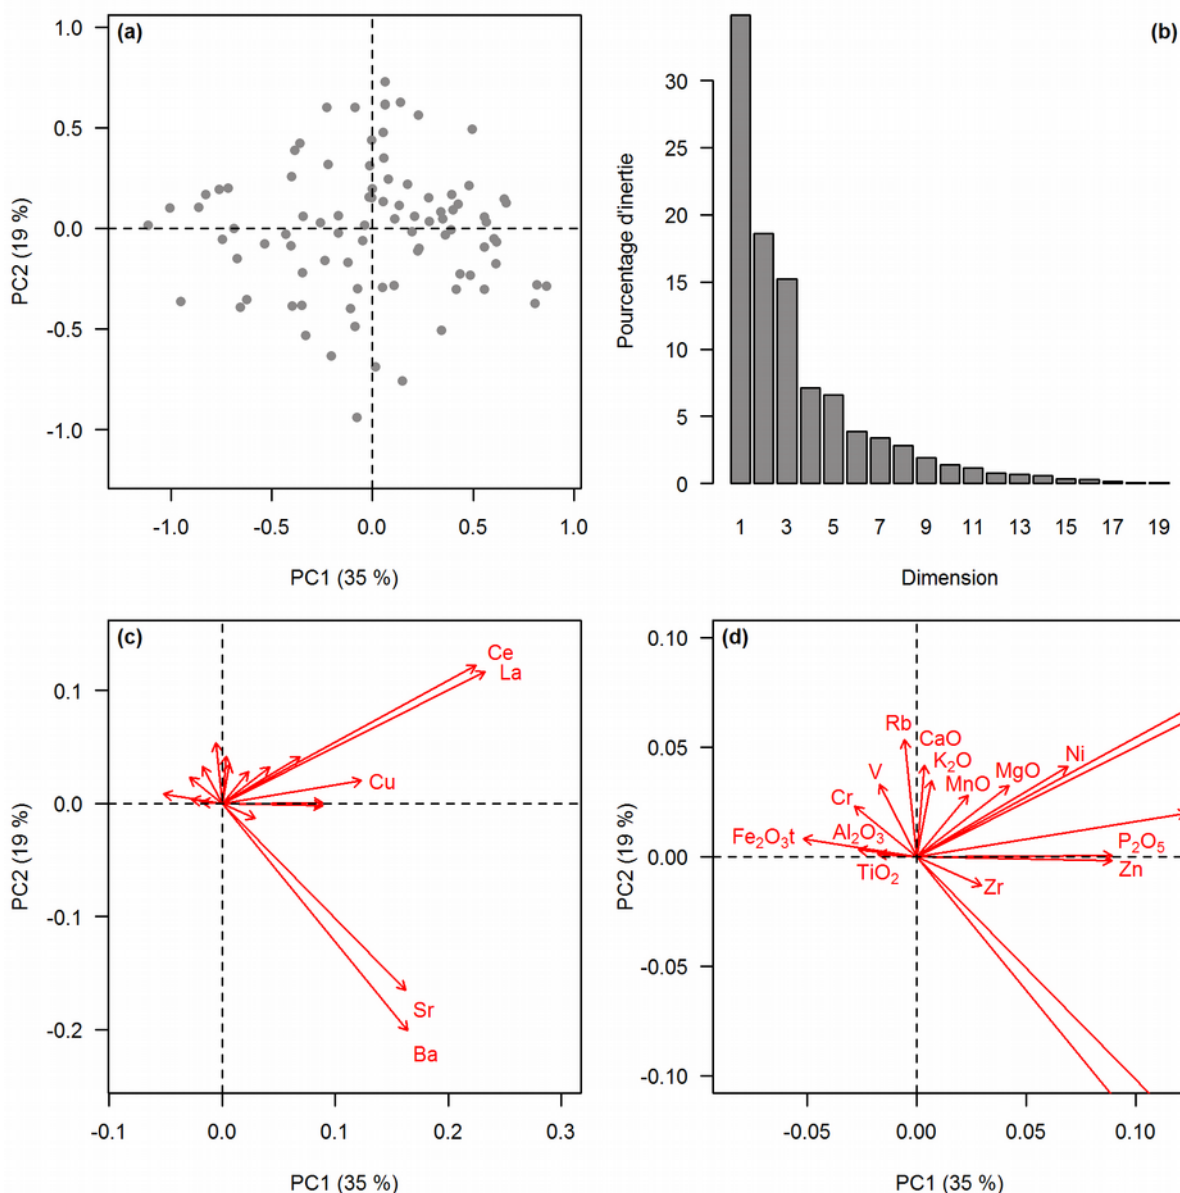 (a)
1.0
0.5
0.0
-0.5
-1.0
PC2 (19 %)
-1.0 -0.5 0.0 0.5 1.0
PC1 (35 %)
(b)
30
25
20
15
10
5
0
Pourcentage d'inertie
1 3 5 7 9 11 13 15 17 19
Dimension
(c)
0.1
0.0
-0.1
-0.2
PC2 (19 %)
Ce
La
Cu
Sr
Ba
-0.1 0.0 0.1 0.2 0.3
PC1 (35 %)
(d)
0.10
0.05
0.00
-0.05
-0.10
PC2 (19 %)
Rb
CaO
K₂O
Ni
V
MnO
MgO
Cr
Fe₂O₃t
Al₂O₃
P₂O₅
TiO₂
Zr
Zn
-0.05 0.00 0.05 0.10
PC1 (35 %)